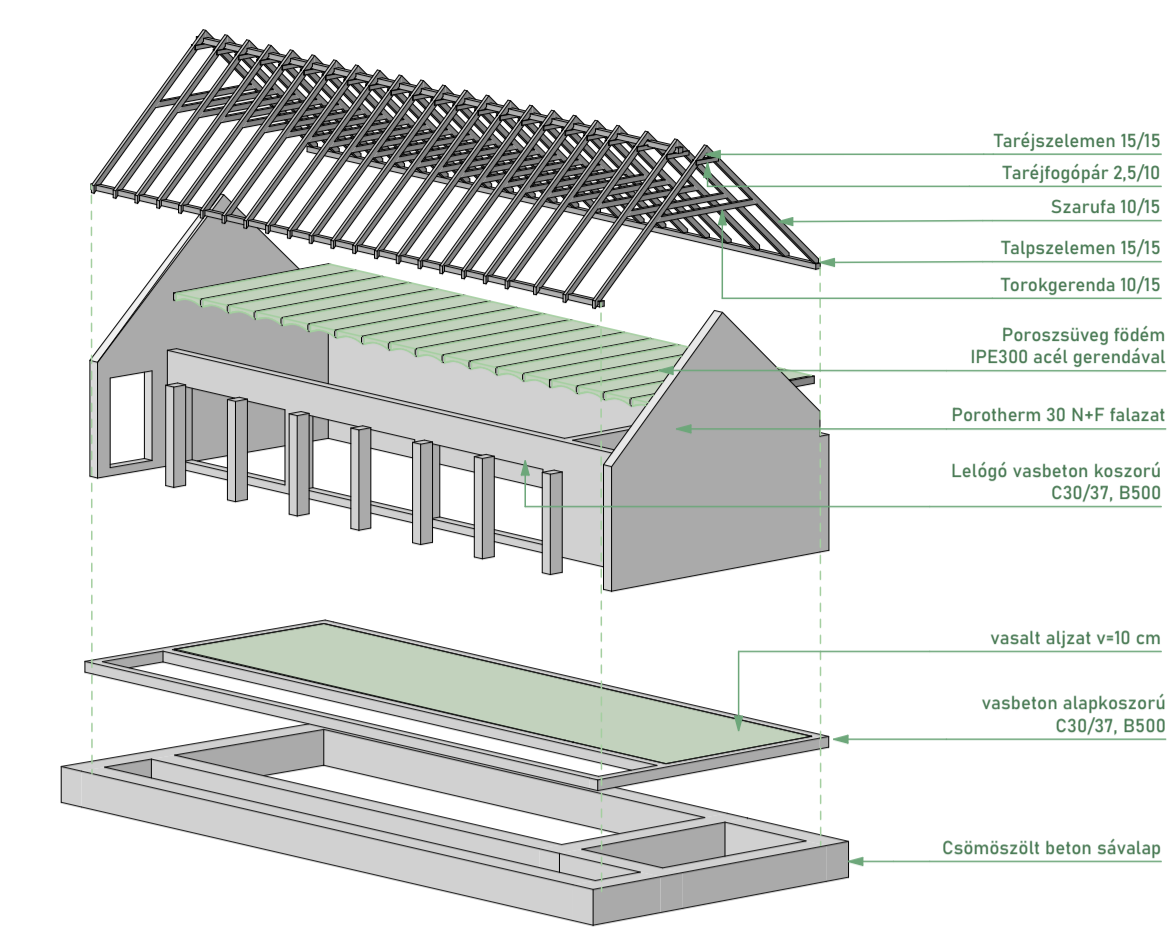 Taréjszelemen 15/15
Taréjfogópár 2,5/10
Szarufa 10/15
Talpszelemen 15/15
Torokgerenda 10/15
Poroszsüveg födém
IPE300 acél gerendával
Porotherm 30 N+F falazat
Lelógó vasbeton koszorú
C30/37, B500
vasalt aljzat v=10 cm
vasbeton alapkoszorú
C30/37, B500
Csömöszölt beton sávalap